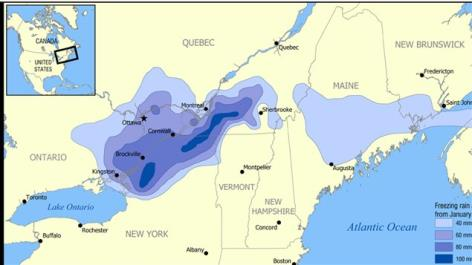 CANADA
UNITED
STATES
QUEBEC
Quebec
NEW BRUNSWICK
Fredericton
MAINE
Saint John
Montreal
Sherbrooke
Ottawa
Cornwall
ONTARIO
Brockville
Kingston
Montpelier
Augusta
VERMONT
Toronto
Lake Ontario
NEW
HAMPSHIRE
Rochester
Buffalo
NEW YORK
Concord
Atlantic Ocean
Albany
Boston
Freezing rain
from January
40 mm
60 mm
80 mm
100 mm